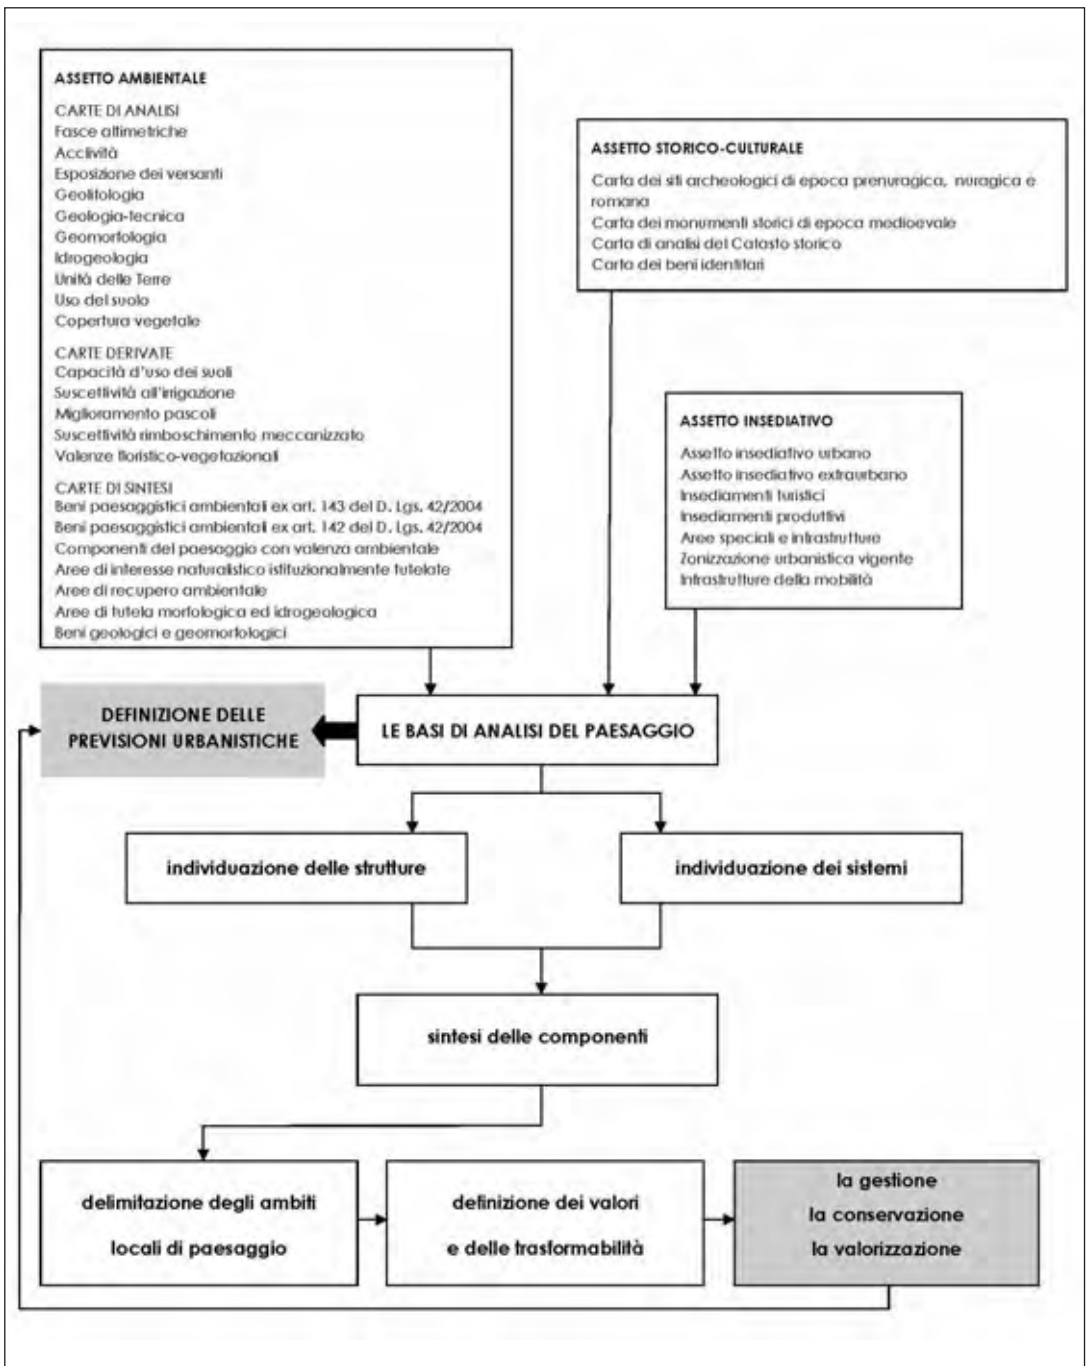 ASSETTO AMBIENTALE
CARTE DI ANALISI
Fasce altimetriche
Acclività
Esposizione dei versanti
Geolitologia
Geologia-tecnica
Geomorfologia
Idrogeologia
Unità delle Terre
Uso del suolo
Copertura vegetale
CARTE DERIVATE
Capacità d'uso dei suoli
Suscettività all'irrigazione
Miglioramento pascoli
Suscettività rimboschimento meccanizzato
Valenze floristico-vegetazionali
CARTE DI SINTESI
Beni paesaggistici ambientali ex art. 143 del D. Lgs. 42/2004
Beni paesaggistici ambientali ex art. 142 del D. Lgs. 42/2004
Componenti del paesaggio con valenza ambientale
Aree di interesse naturalistico istituzionalmente tutelate
Aree di recupero ambientale
Aree di tutela morfologica ed idrogeologica
Beni geologici e geomorfologici
ASSETTO STORICO-CULTURALE
Carta dei siti archeologici di epoca prenuragica, nuragica e
romana
Carta dei monumenti storici di epoca medioevale
Carta di analisi del Catasto storico
Carta dei beni identitari
ASSETTO INSEDIATIVO
Assetto insediativo urbano
Assetto insediativo extraurbano
Insediamenti turistici
Insediamenti produttivi
Aree speciali e infrastrutture
Zonizzazione urbanistica vigente
Infrastrutture della mobilità
DEFINIZIONE DELLE
PREVISIONI URBANISTICHE
LE BASI DI ANALISI DEL PAESAGGIO
individuazione delle strutture
individuazione dei sistemi
sintesi delle componenti
delimitazione degli ambiti
locali di paesaggio
definizione dei valori
e delle trasformabilità
la gestione
la conservazione
la valorizzazione